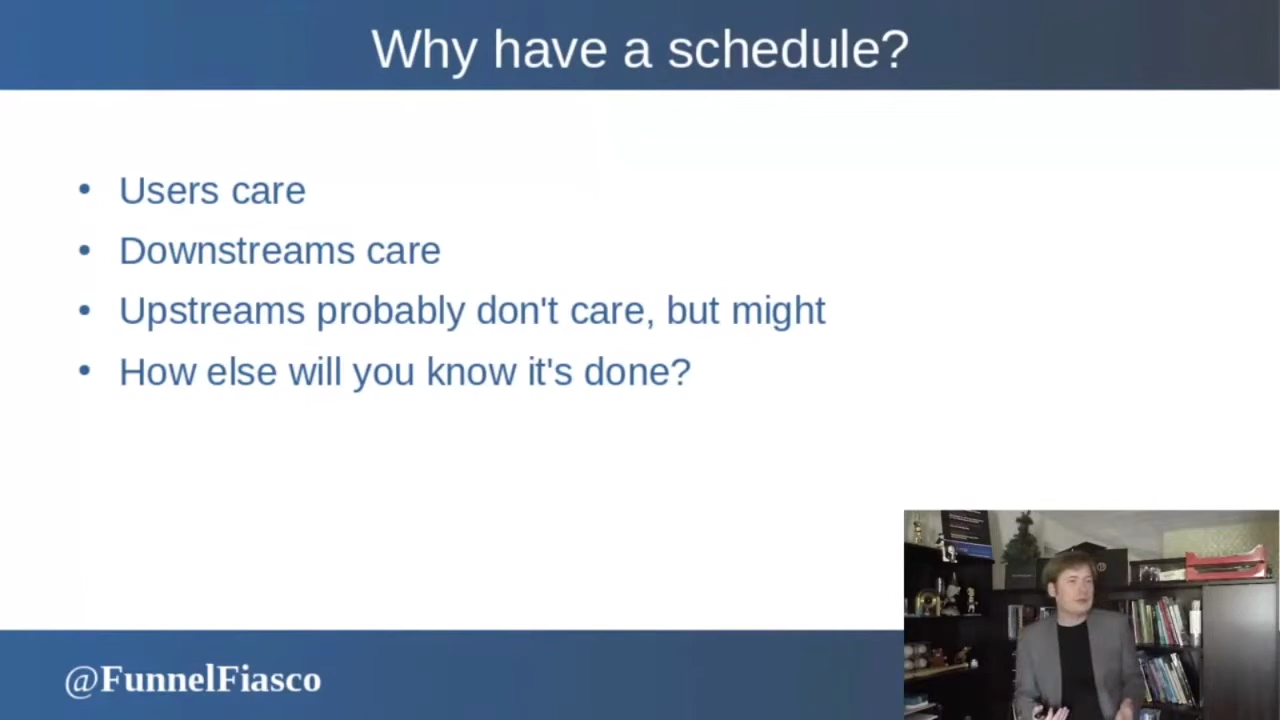 Why have a schedule?
• Users care
• Downstreams care
• Upstreams probably don't care, but might
• How else will you know it's done?
@FunnelFiasco